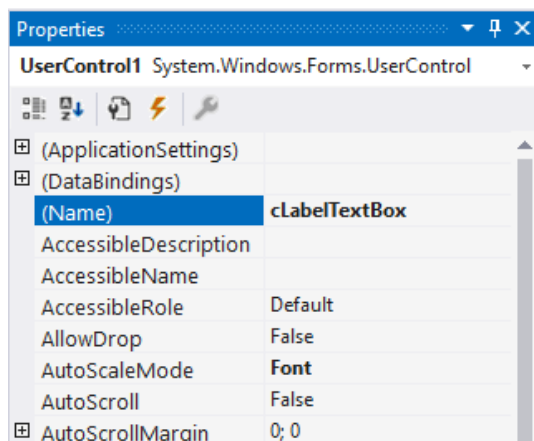 Properties
UserControl1 System.Windows.Forms.UserControl
(ApplicationSettings)
(DataBindings)
(Name) cLabelTextBox
AccessibleDescription
AccessibleName
AccessibleRole Default
AllowDrop False
AutoScaleMode Font
AutoScroll False
AutoScrollMargin 0; 0